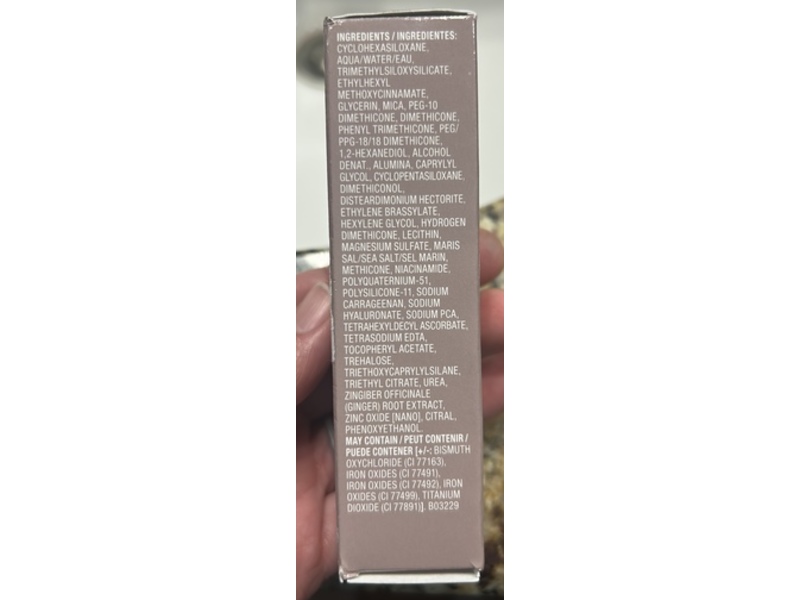 INGREDIENTS / INGREDIENTES:
CYCLOHEXASILOXANE,
AQUA/WATER/EAU,
TRIMETHYLSILOXYSILICATE,
ETHYLHEXYL
METHOXYCINNAMATE,
GLYCERIN, MICA, PEG-10
DIMETHICONE, DIMETHICONE,
PHENYL TRIMETHICONE, PEG/
PPG-18/18 DIMETHICONE,
1,2-HEXANEDIOL, ALCOHOL
DENAT., ALUMINA, CAPRYLYL
GLYCOL, CYCLOPENTASILOXANE,
DIMETHICONOL,
DISTEARDIMONIUM HECTORITE,
ETHYLENE BRASSYLATE,
HEXYLENE GLYCOL, HYDROGEN
DIMETHICONE, LECITHIN,
MAGNESIUM SULFATE, MARIS
SAL/SEA SALT/SEL MARIN,
METHICONE, NIACINAMIDE,
POLYQUATERNIUM-51,
POLYSILICONE-11, SODIUM
CARRAGEENAN, SODIUM
HYALURONATE, SODIUM PCA,
TETRAHEXYLDECYL ASCORBATE,
TETRASODIUM EDTA,
TOCOPHERYL ACETATE,
TREHALOSE,
TRIETHOXYCAPRYLYLSILANE,
TRIETHYL CITRATE, UREA,
ZINGIBER OFFICINALE
(GINGER) ROOT EXTRACT,
ZINC OXIDE [NANO], CITRAL,
PHENOXYETHANOL.
MAY CONTAIN / PEUT CONTENIR /
PUEDE CONTENER [+/-: BISMUTH
OXYCHLORIDE (CI 77163),
IRON OXIDES (CI 77491),
IRON OXIDES (CI 77492), IRON
OXIDES (CI 77499), TITANIUM
DIOXIDE (CI 77891)]. B03229